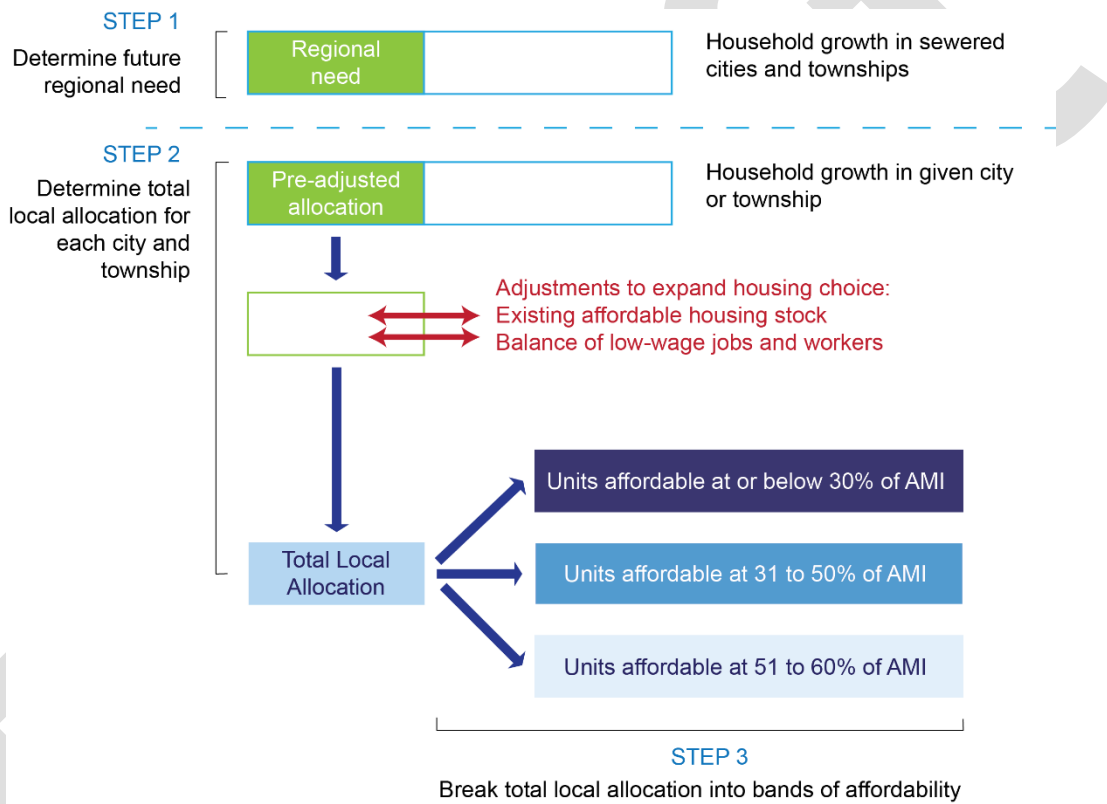 STEP 1
Determine future
regional need
Regional
need
Household growth in sewered
cities and townships
STEP 2
Determine total
local allocation for
each city and
township
Pre-adjusted
allocation
Household growth in given city
or township
Adjustments to expand housing choice:
Existing affordable housing stock
Balance of low-wage jobs and workers
Total Local
Allocation
Units affordable at or below 30% of AMI
Units affordable at 31 to 50% of AMI
Units affordable at 51 to 60% of AMI
STEP 3
Break total local allocation into bands of affordability